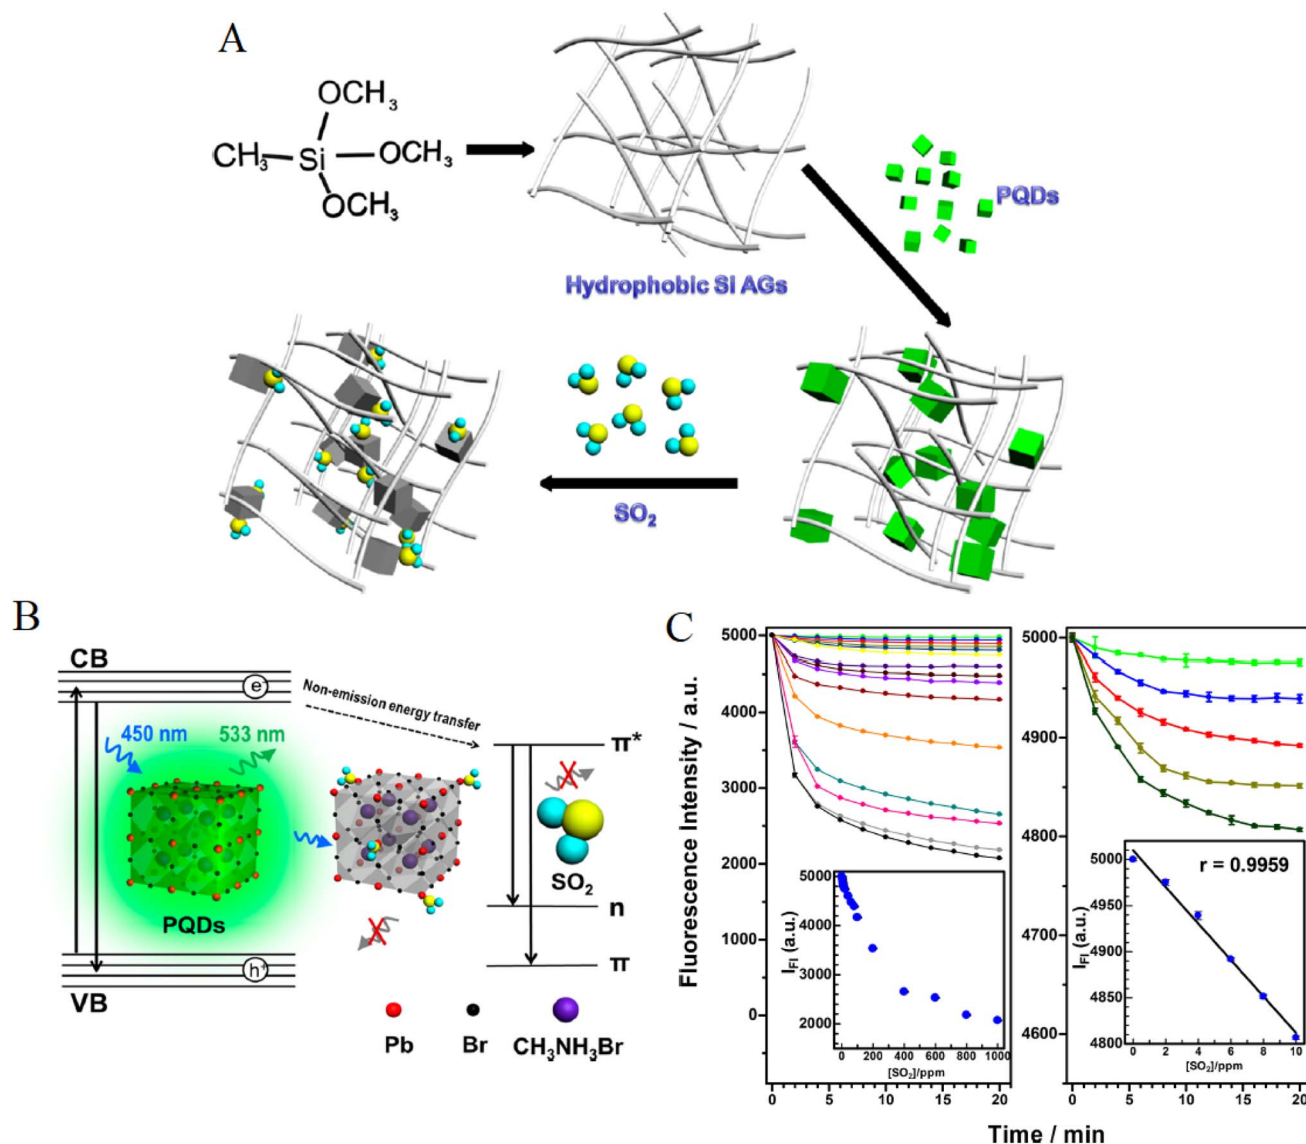 A
OCH₃
CH₃
Si
OCH₃
OCH₃
PQDs
Hydrophobic Si AGs
SO₂
B
CB
e⁻
Non-emission energy transfer
450 nm
533 nm
π*
SO₂
PQDs
n
π
h⁺
VB
Pb
Br
CH₃NH₃Br
C
Fluorescence Intensity / a.u.
5000
4000
3000
2000
1000
0
0 5 10 15 20
I_FI (a.u.)
5000
4000
3000
2000
0 200 400 600 800 1000
[SO₂]/ppm
5000
4900
4800
4700
4600
0 5 10 15 20
r = 0.9959
I_FI (a.u.)
5000
4950
4900
4850
4800
0 2 4 6 8 10
[SO₂]/ppm
Time / min